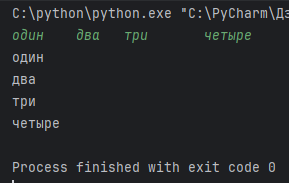 C:\python\python.exe "C:\PyCharm\Дз
один    два   три       четыре
один
два
три
четыре
Process finished with exit code 0